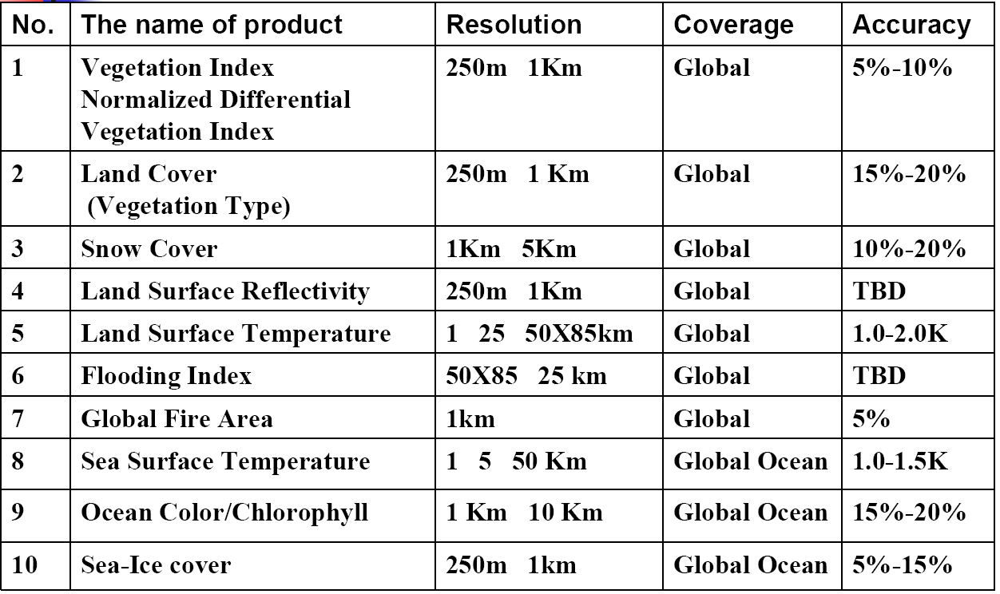 No. The name of product Resolution Coverage Accuracy
1 Vegetation Index 250m 1Km Global 5%-10%
Normalized Differential
Vegetation Index
2 Land Cover 250m 1 Km Global 15%-20%
(Vegetation Type)
3 Snow Cover 1Km 5Km Global 10%-20%
4 Land Surface Reflectivity 250m 1Km Global TBD
5 Land Surface Temperature 1 25 50X85km Global 1.0-2.0K
6 Flooding Index 50X85 25 km Global TBD
7 Global Fire Area 1km Global 5%
8 Sea Surface Temperature 1 5 50 Km Global Ocean 1.0-1.5K
9 Ocean Color/Chlorophyll 1 Km 10 Km Global Ocean 15%-20%
10 Sea-Ice cover 250m 1km Global Ocean 5%-15%